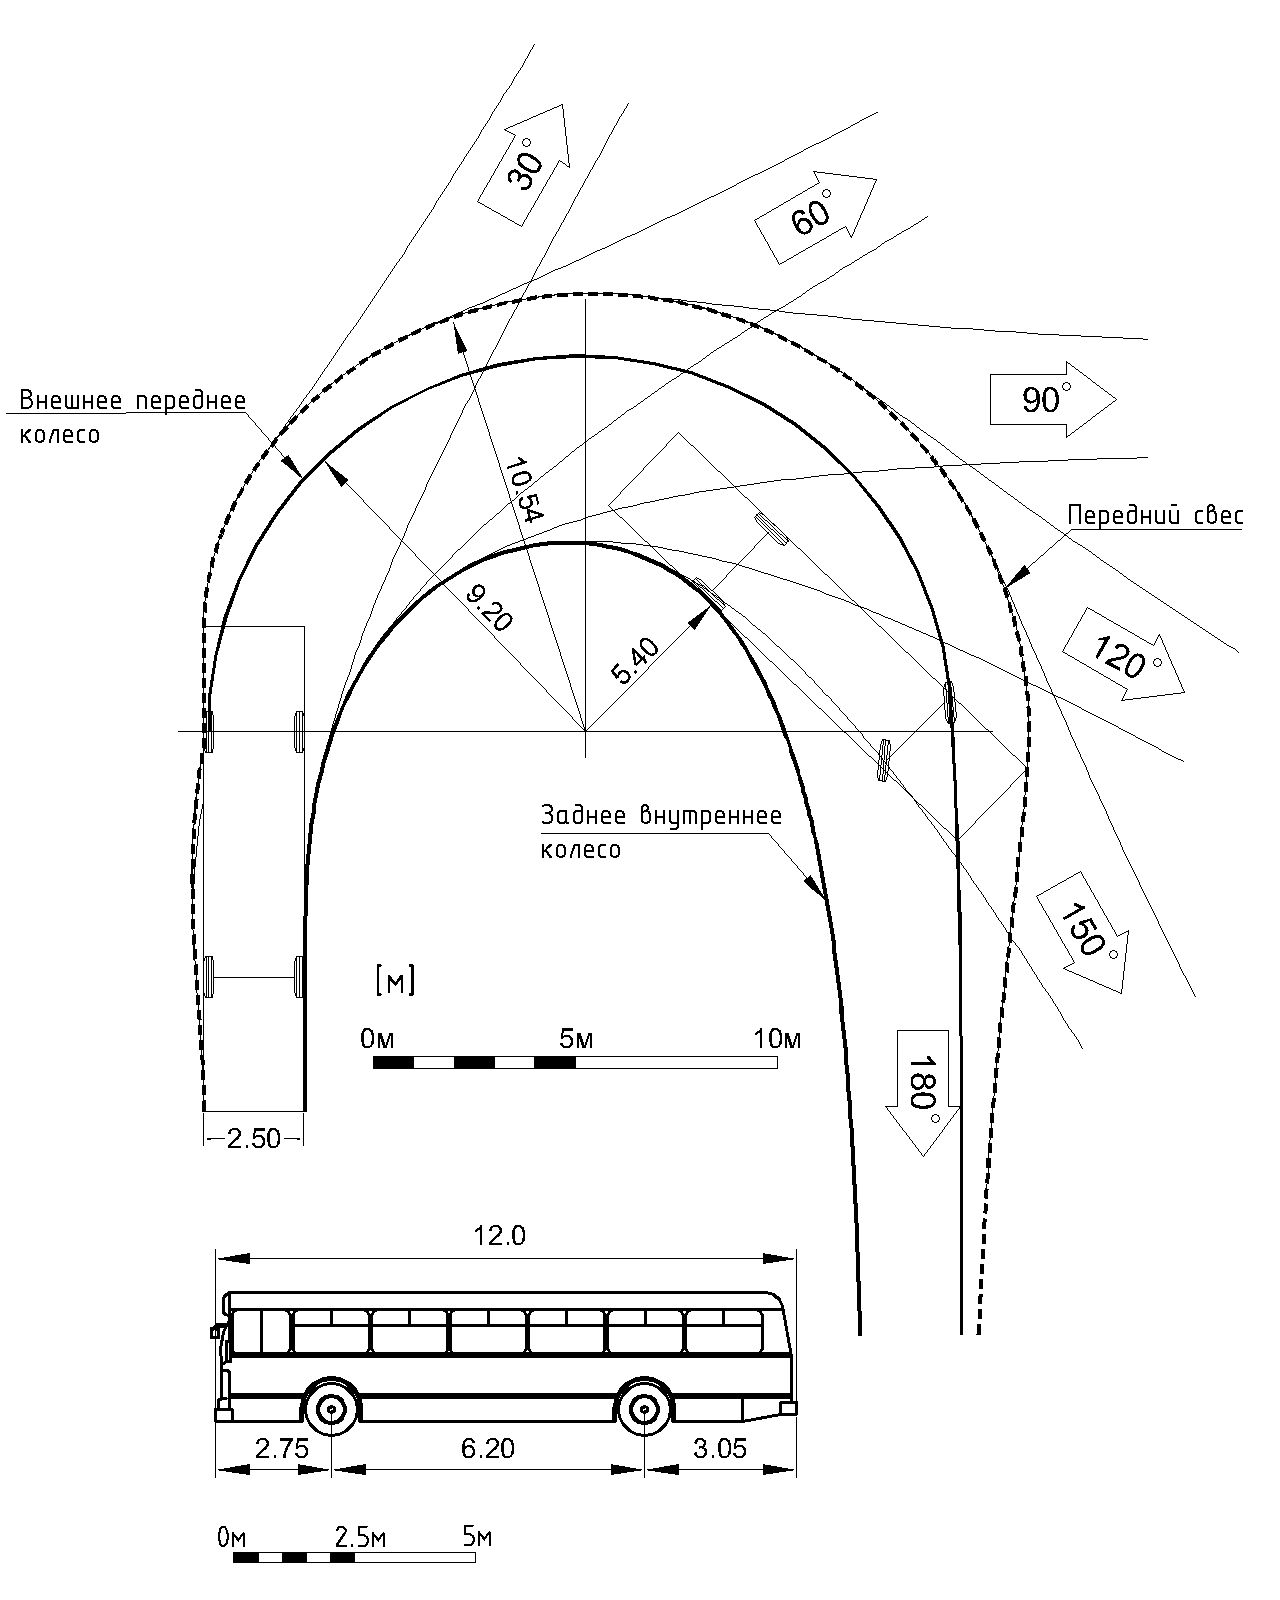 30°
60°
90°
Внешнее переднее
колесо
10.54
Передний свес
9.20
5.40
120°
Заднее внутреннее
колесо
150°
[м]
0м 5м 10м
180°
2.50
12.0
2.75 6.20 3.05
0м 2.5м 5м